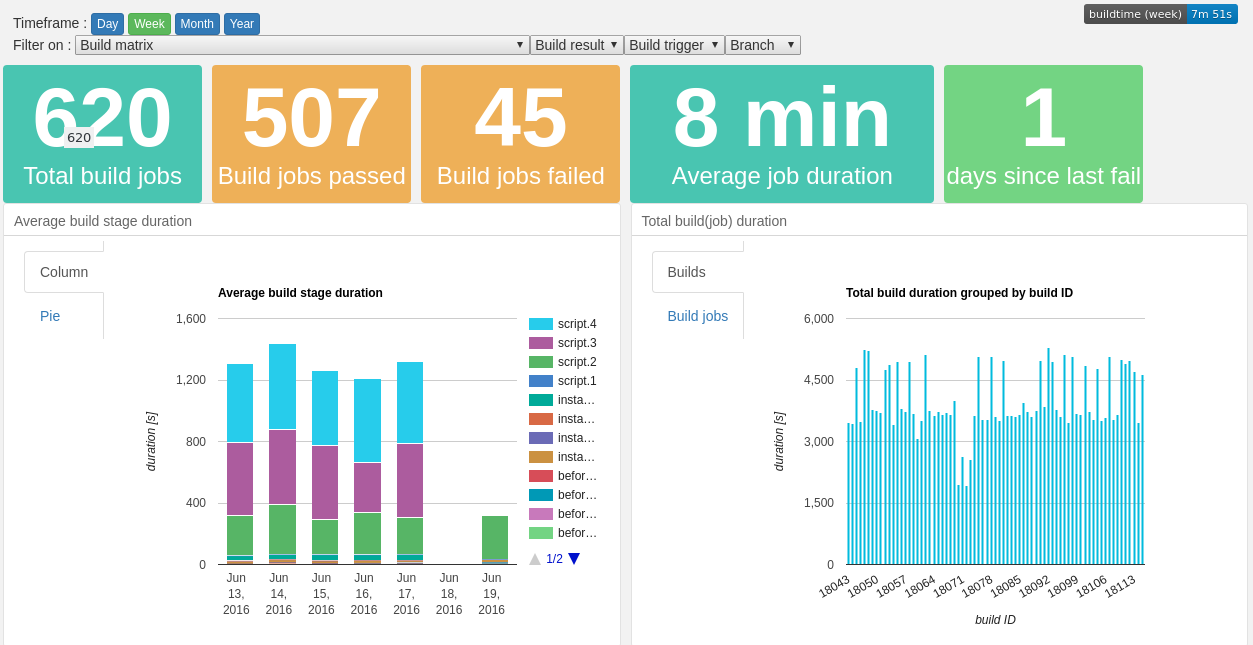 Timeframe : Day Week Month Year
buildtime (week) 7m 51s
Filter on : Build matrix Build result Build trigger Branch
620
620
Total build jobs
507
Build jobs passed
45
Build jobs failed
8 min
Average job duration
1
days since last fail
Average build stage duration
Column
Pie
Average build stage duration
1,600
1,200
800
400
0
duration [s]
Jun 13, 2016
Jun 14, 2016
Jun 15, 2016
Jun 16, 2016
Jun 17, 2016
Jun 18, 2016
Jun 19, 2016
script.4
script.3
script.2
script.1
insta…
insta…
insta…
insta…
befor…
befor…
befor…
befor…
1/2
Total build(job) duration
Builds
Build jobs
Total build duration grouped by build ID
6,000
4,500
3,000
1,500
0
duration [s]
18043
18050
18057
18064
18071
18078
18085
18092
18099
18106
18113
build ID